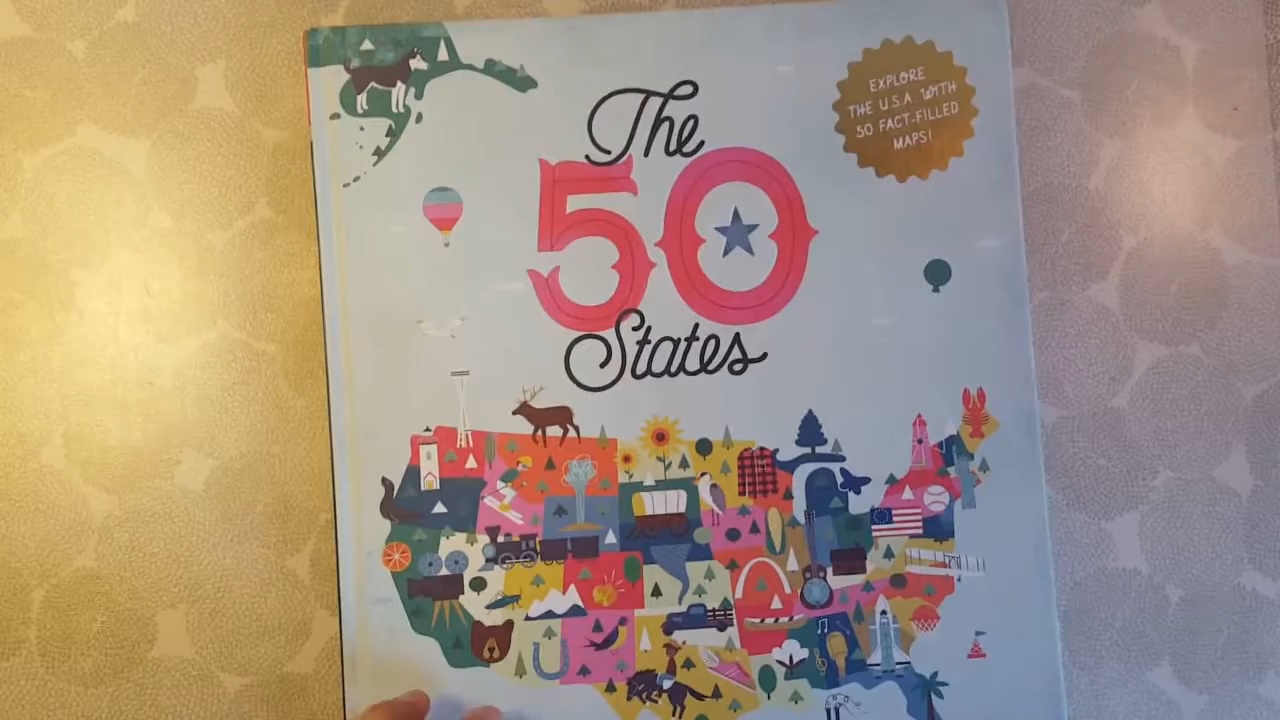 The
50
States
EXPLORE
THE U.S.A. WITH
50 FACT-FILLED
MAPS!